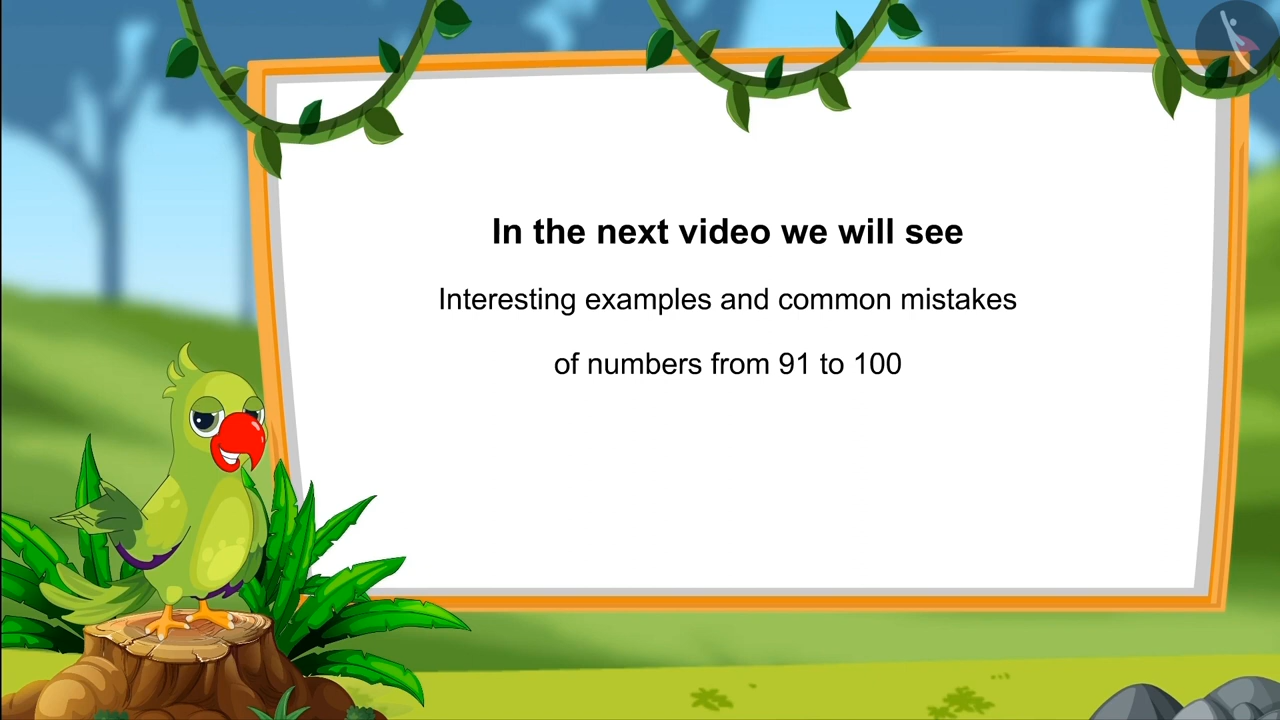 In the next video we will see
Interesting examples and common mistakes
of numbers from 91 to 100